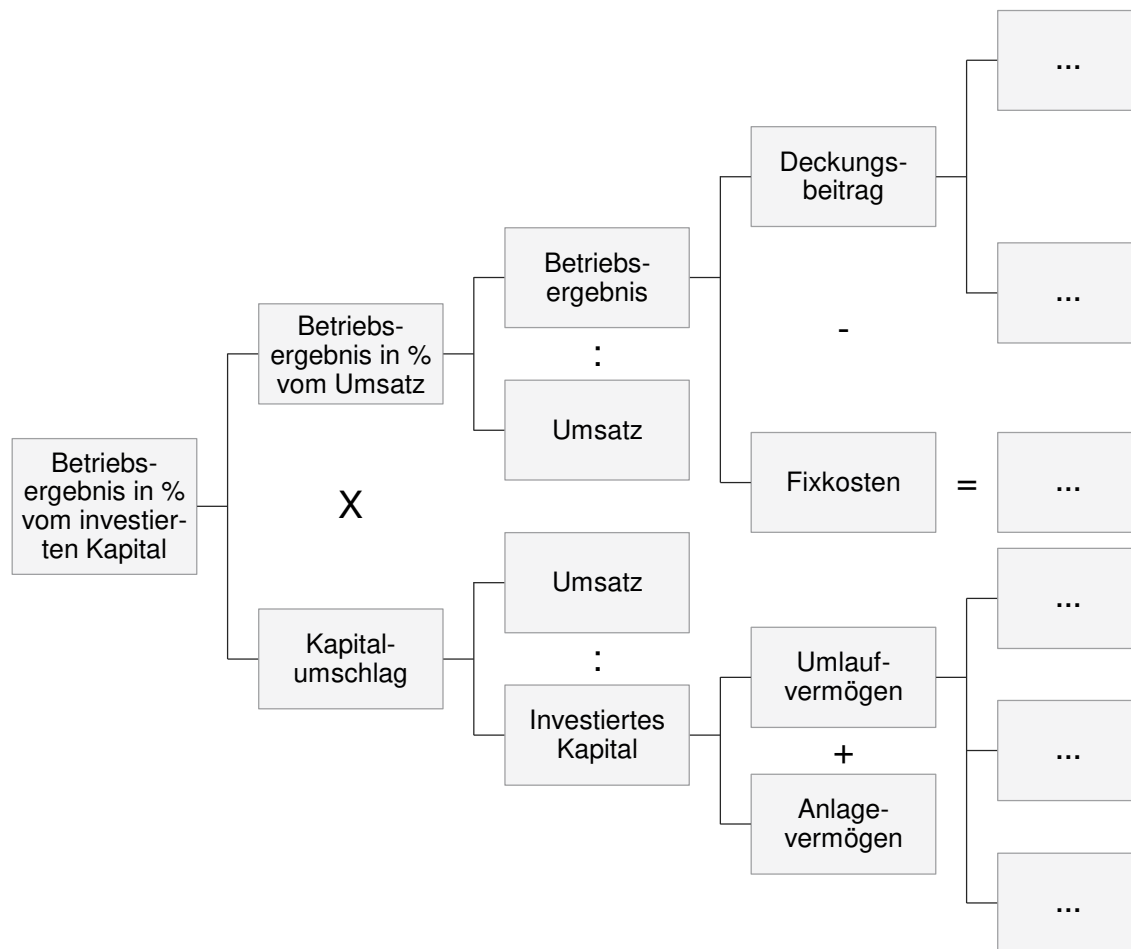 ...
Deckungs-
beitrag
Betriebs-
ergebnis
...
Betriebs-
ergebnis in %
vom Umsatz
-
:
Umsatz
Betriebs-
ergebnis in %
vom investier-
ten Kapital
X
Fixkosten
=
...
Umsatz
...
Kapital-
umschlag
:
Umlauf-
vermögen
Investiertes
Kapital
+
...
Anlage-
vermögen
...